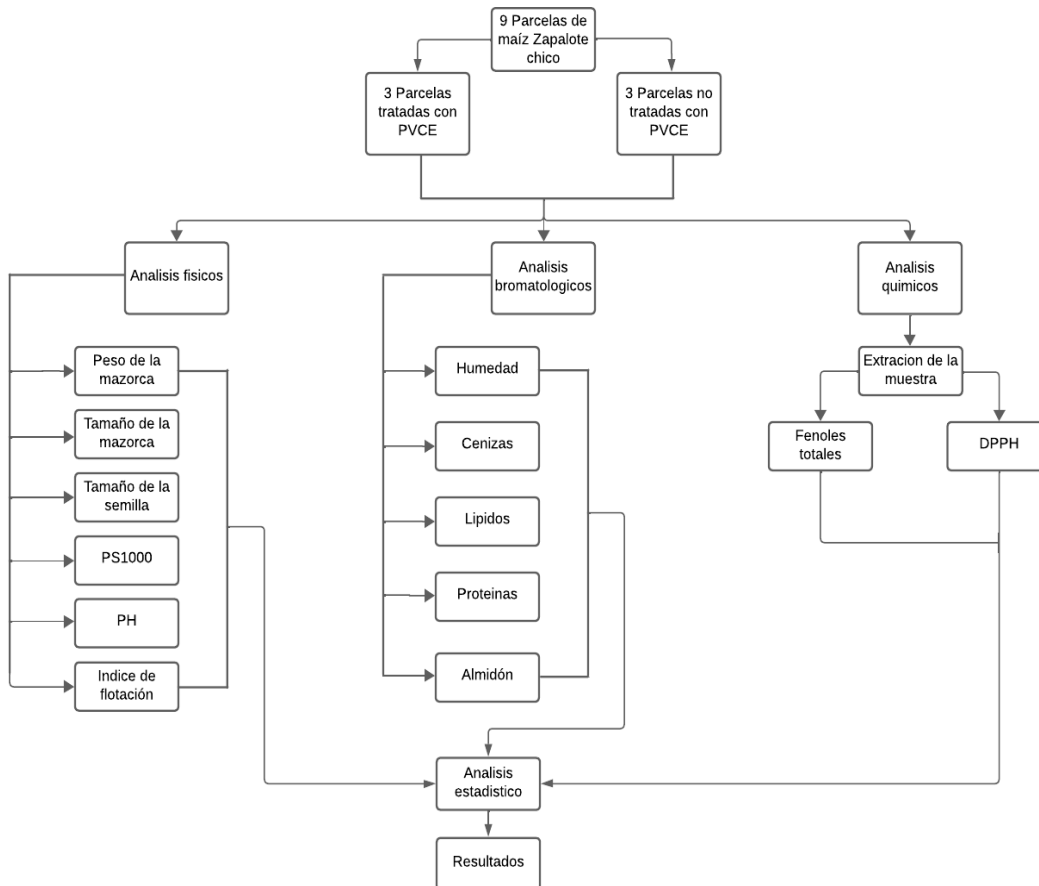 9 Parcelas de
maíz Zapalote
chico
3 Parcelas
tratadas con
PVCE
3 Parcelas no
tratadas con
PVCE
Analisis fisicos
Analisis
bromatologicos
Analisis
quimicos
Peso de la
mazorca
Tamaño de la
mazorca
Tamaño de la
semilla
PS1000
PH
Indice de
flotación
Humedad
Cenizas
Lipidos
Proteinas
Almidón
Extracion de la
muestra
Fenoles
totales
DPPH
Analisis
estadistico
Resultados